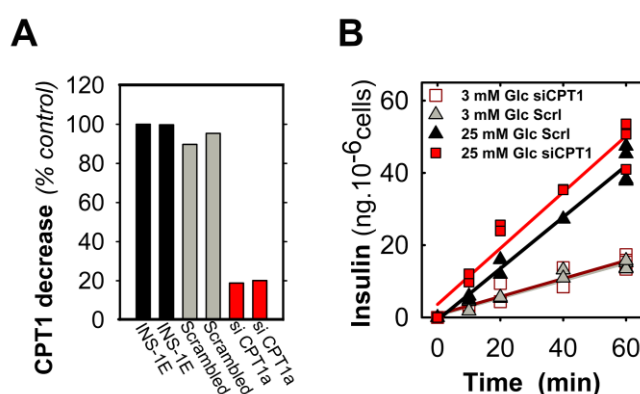 A
CPT1 decrease (% control)
120
100
80
60
40
20
0
INS-1E
INS-1E
Scrambled
Scrambled
si CPT1a
si CPT1a
B
Insulin (ng.10-6cells)
60
40
20
0
3 mM Glc siCPT1
3 mM Glc Scrl
25 mM Glc Scrl
25 mM Glc siCPT1
0 20 40 60
Time (min)